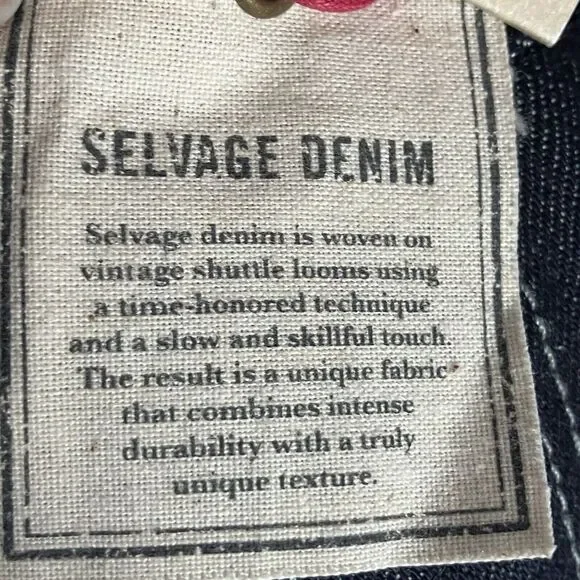 SELVAGE DENIM
Selvage denim is woven on
vintage shuttle looms using
a time-honored technique
and a slow and skillful touch.
The result is a unique fabric
that combines intense
durability with a truly
unique texture.